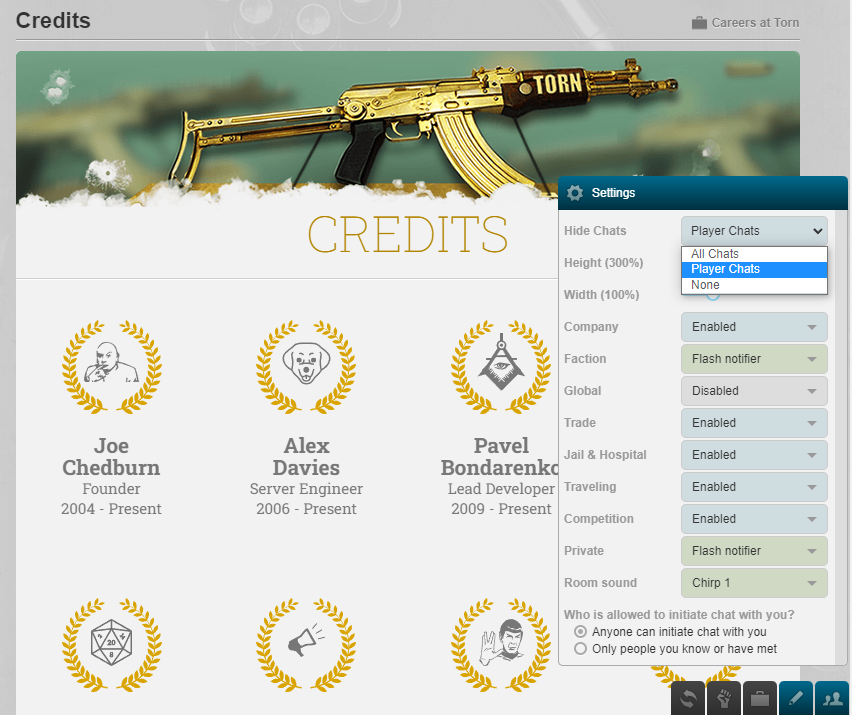 Credits
Careers at Torn
TORN
CREDITS
Joe
Chedburn
Founder
2004 - Present
Alex
Davies
Server Engineer
2006 - Present
Pavel
Bondarenko
Lead Developer
2009 - Present
20
8
Settings
Hide Chats
Player Chats
All Chats
Player Chats
None
Height (300%)
Width (100%)
Company
Enabled
Faction
Flash notifier
Global
Disabled
Trade
Enabled
Jail & Hospital
Enabled
Traveling
Enabled
Competition
Enabled
Private
Flash notifier
Room sound
Chirp 1
Who is allowed to initiate chat with you?
Anyone can initiate chat with you
Only people you know or have met